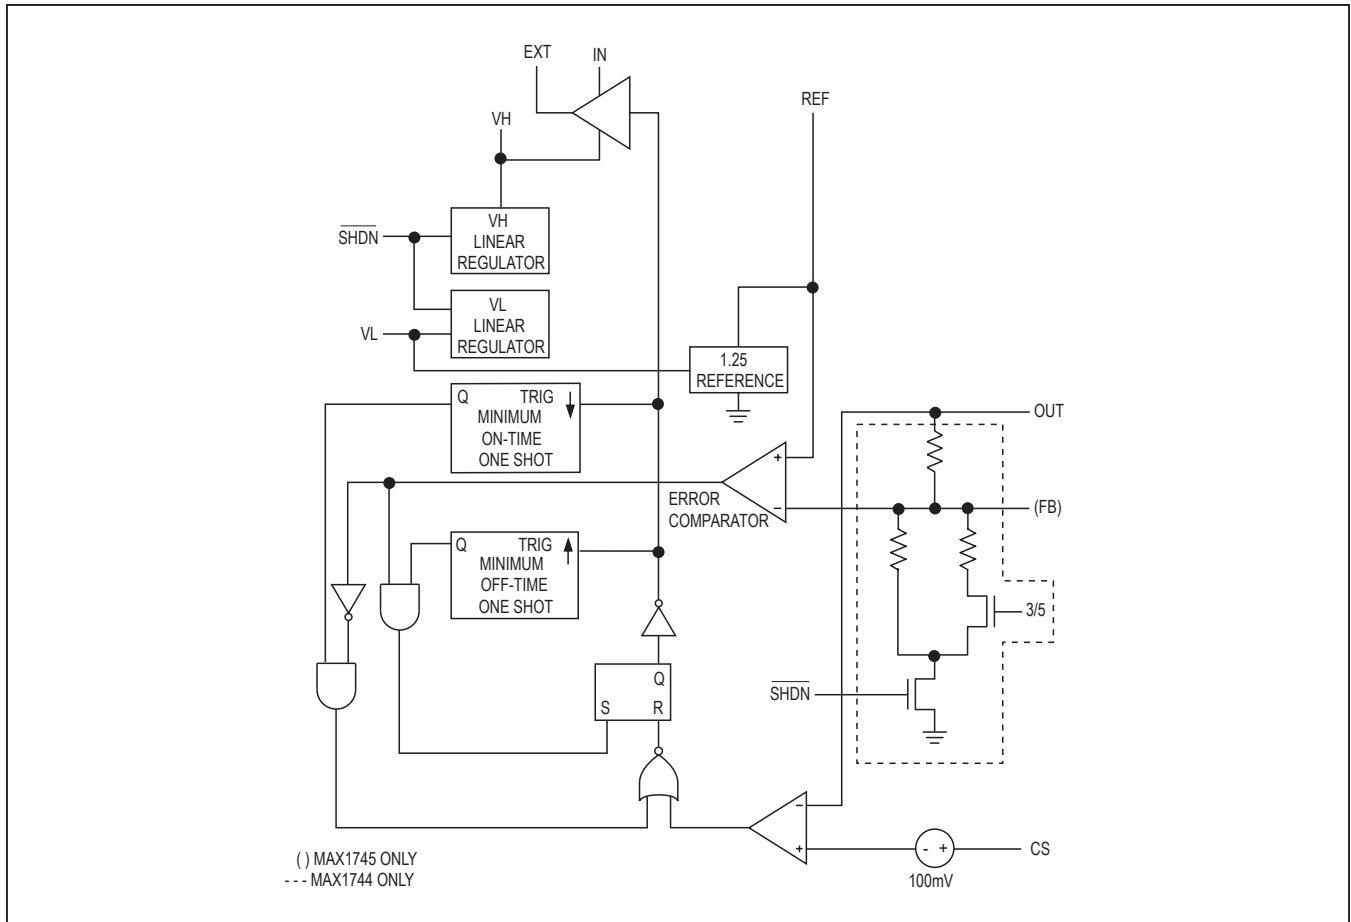 EXT
IN
REF
VH
VH
LINEAR
REGULATOR
SHDN
VL
LINEAR
REGULATOR
VL
1.25
REFERENCE
Q TRIG
MINIMUM
ON-TIME
ONE SHOT
OUT
+
-
ERROR
COMPARATOR
(FB)
Q TRIG
MINIMUM
OFF-TIME
ONE SHOT
3/5
Q
S R
SHDN
-
+
- +
CS
100mV
( ) MAX1745 ONLY
- - - MAX1744 ONLY